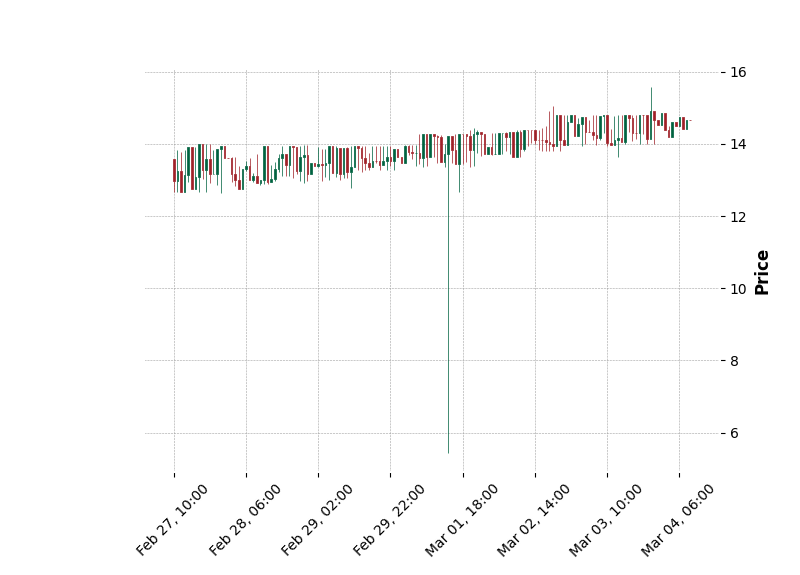 16
14
12
10
8
6
Price
Feb 27, 10:00
Feb 28, 06:00
Feb 29, 02:00
Feb 29, 22:00
Mar 01, 18:00
Mar 02, 14:00
Mar 03, 10:00
Mar 04, 06:00